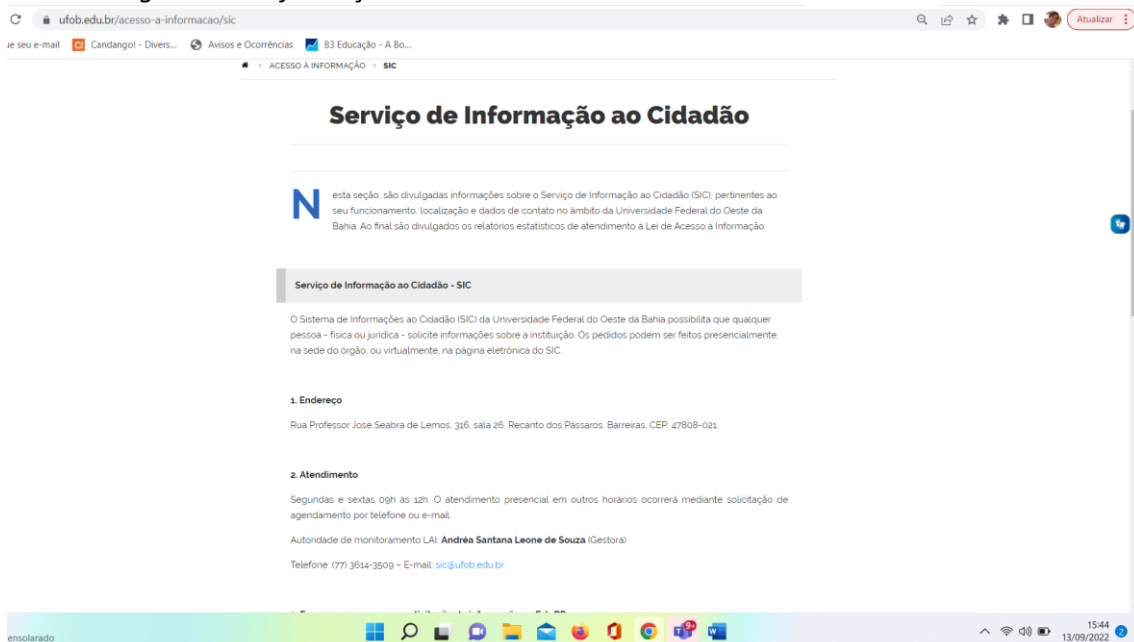 ufob.edu.br/acesso-a-informacao/sic
Atualizar
ue seu e-mail
Candango! - Divers...
Avisos e Ocorrências
B3 Educação - A Bo...
ACESSO À INFORMAÇÃO > SIC
Serviço de Informação ao Cidadão
Nesta seção, são divulgadas informações sobre o Serviço de Informação ao Cidadão (SIC), pertinentes ao
seu funcionamento, localização e dados de contato no âmbito da Universidade Federal do Oeste da
Bahia. Ao final são divulgados os relatórios estatísticos de atendimento à Lei de Acesso à Informação.
Serviço de Informação ao Cidadão - SIC
O Sistema de Informações ao Cidadão (SIC) da Universidade Federal do Oeste da Bahia possibilita que qualquer
pessoa - física ou jurídica - solicite informações sobre a instituição. Os pedidos podem ser feitos presencialmente,
na sede do órgão, ou virtualmente, na página eletrônica do SIC.
1. Endereço
Rua Professor José Seabra de Lemos, 316, sala 26, Recanto dos Pássaros, Barreiras, CEP: 47808-021.
2. Atendimento
Segundas e sextas 09h às 12h. O atendimento presencial em outros horários ocorrerá mediante solicitação de
agendamento por telefone ou e-mail.
Autoridade de monitoramento LAI: Andréa Santana Leone de Souza (Gestora).
Telefone: (77) 3614-3509 – E-mail: sic@ufob.edu.br
ensolarado
15:44
13/09/2022
2